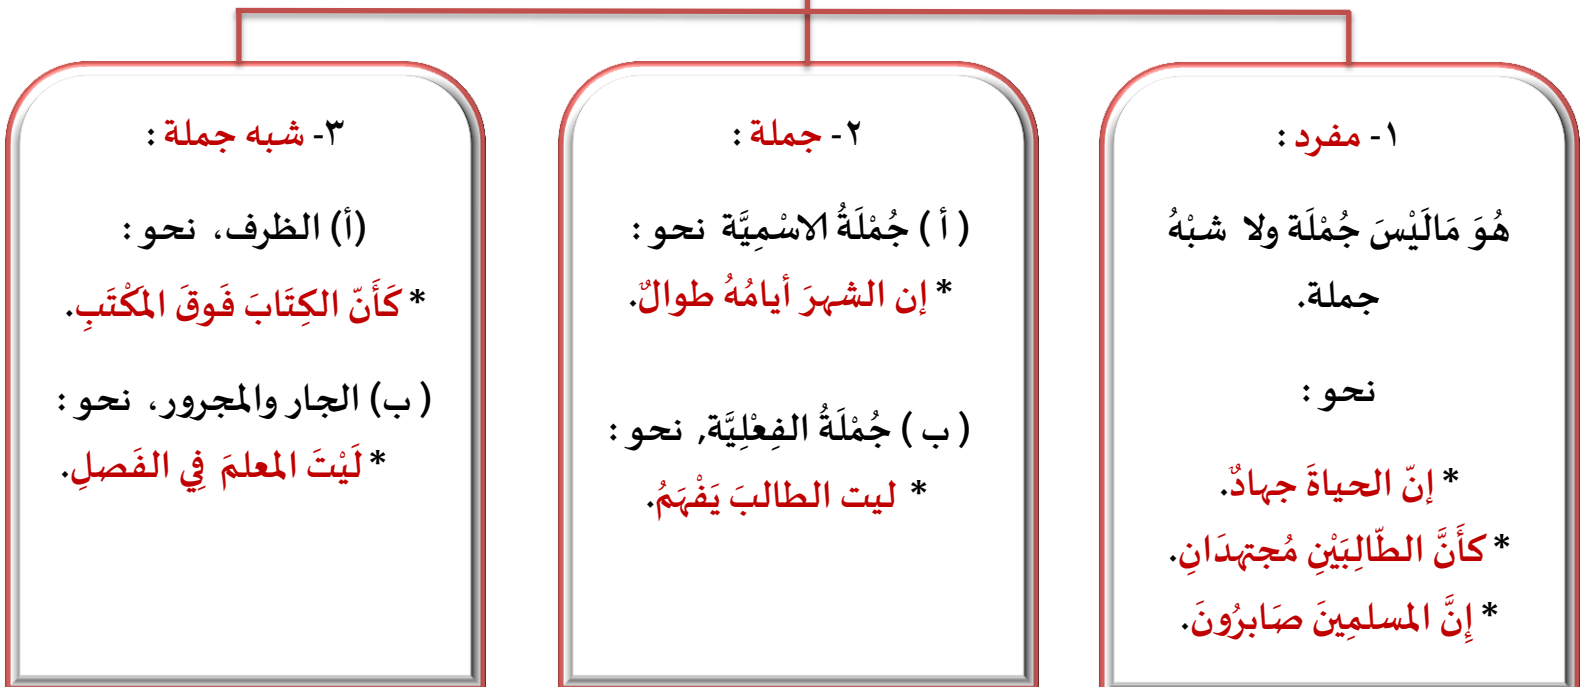 ١- مفرد :
هُوَ مَالَيْسَ جُمْلَة ولا شبْهُ
جملة.
نحو :
* إنّ الحياةَ جهادٌ.
* كأَنَّ الطّالِبَيْنِ مُجتهدَانِ.
* إِنَّ المسلمِينَ صَابرُونَ.
٢- جملة :
( أ ) جُمْلَةُ الاسْمِيَّة نحو :
* إن الشهرَ أيامُهُ طوالٌ.
( ب ) جُمْلَةُ الفِعْلِيَّة, نحو :
* ليت الطالبَ يَفْهَمُ.
٣- شبه جملة :
(أ) الظرف، نحو :
* كَأَنّ الكِتَابَ فَوقَ المَكْتَبِ.
( ب) الجار والمجرور، نحو :
* لَيْتَ المعلمَ فِي الفَصلِ.